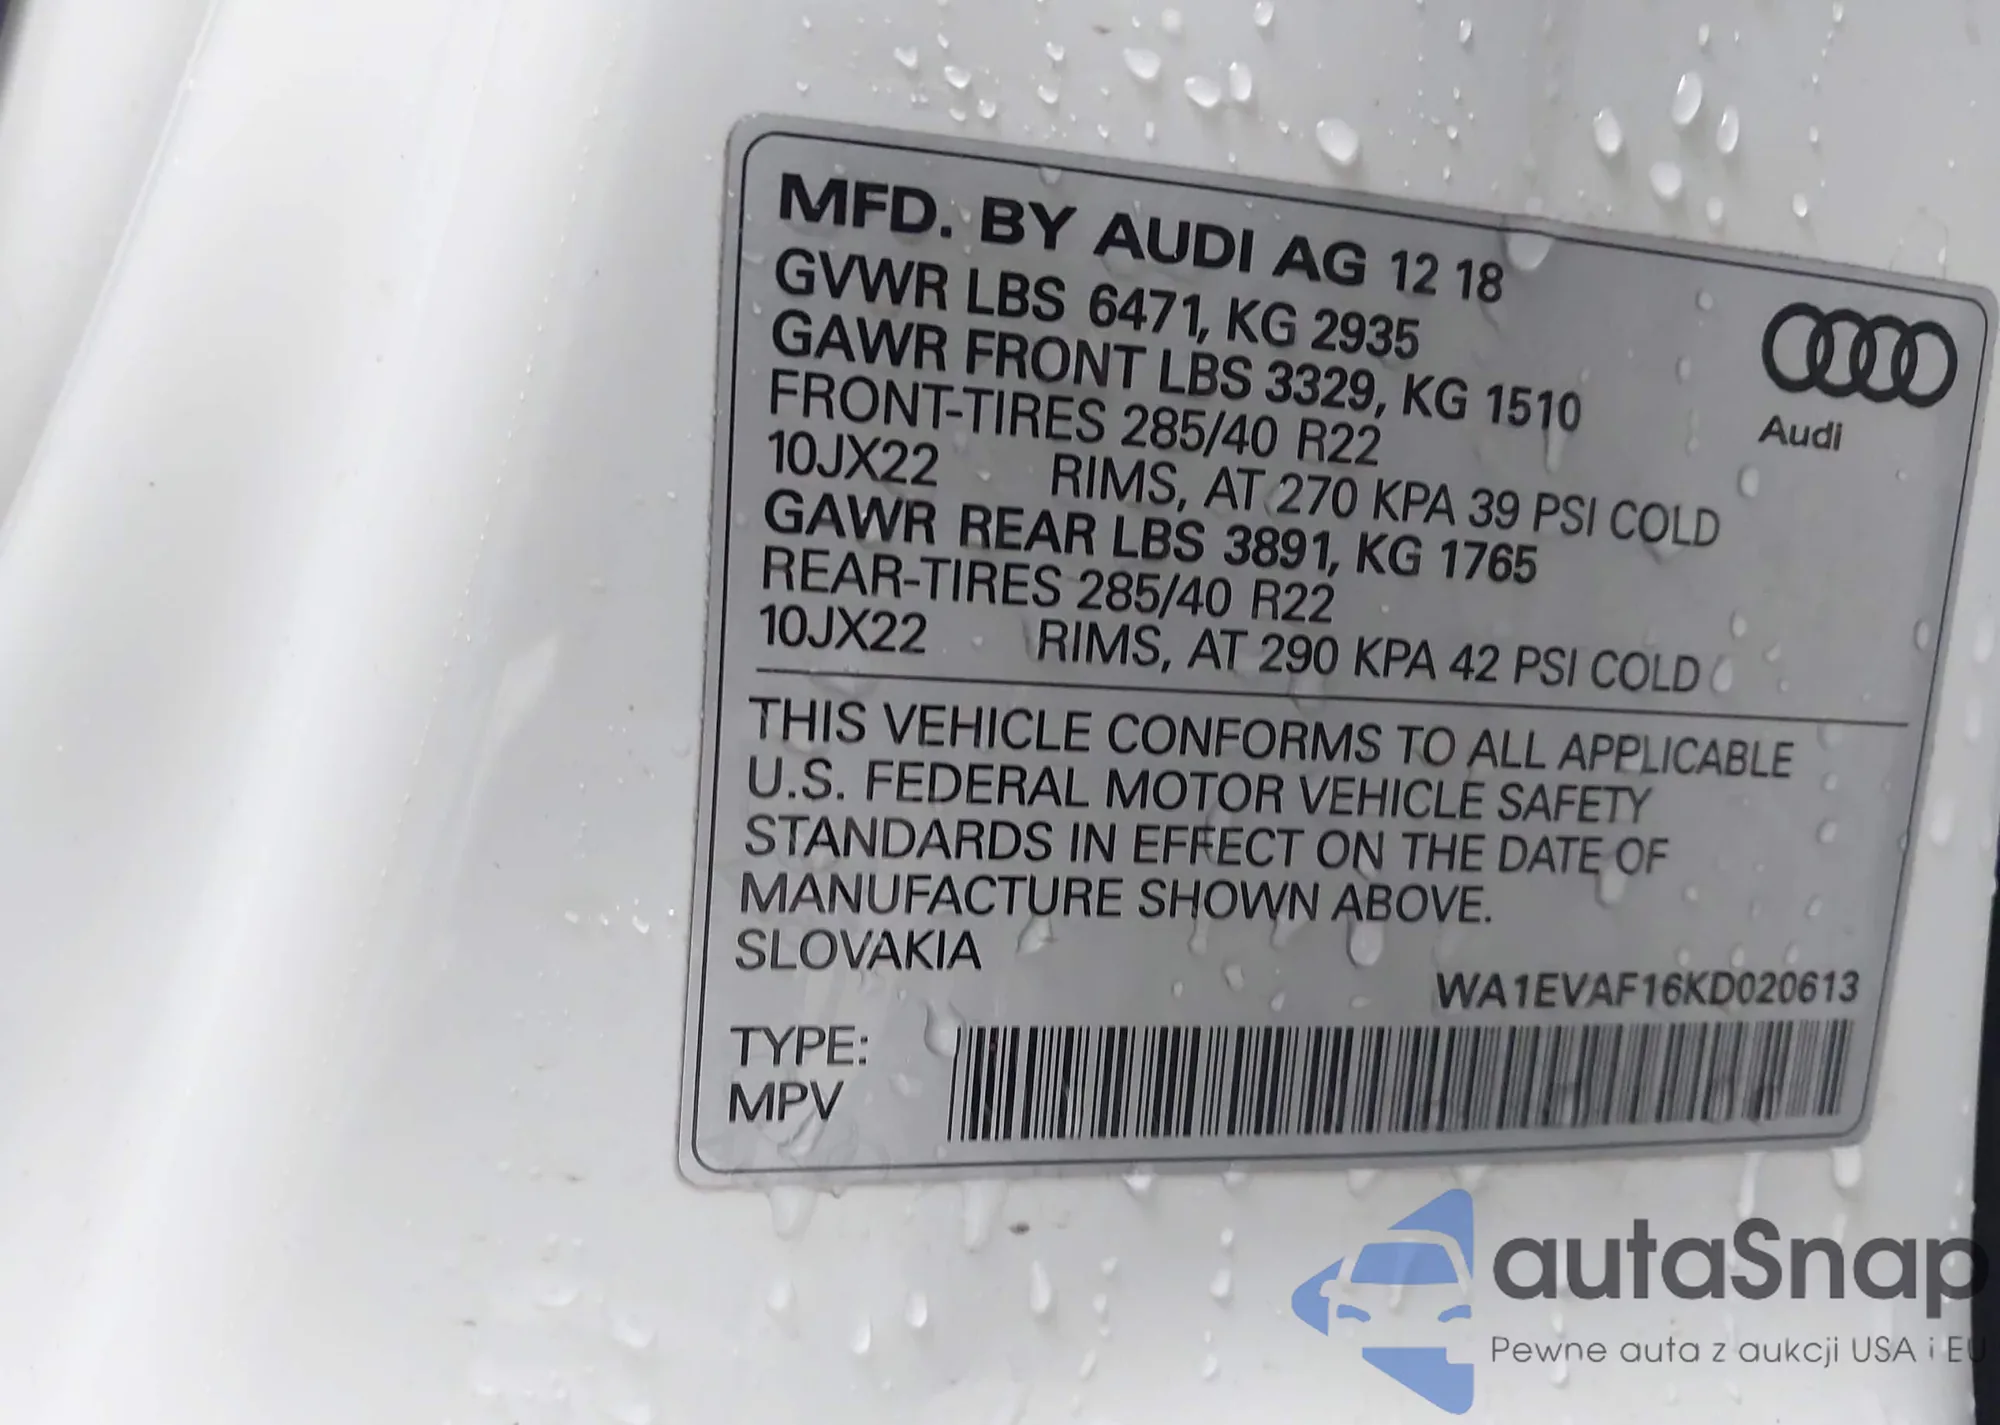 MFD. BY AUDI AG 12 18
GVWR LBS 6471, KG 2935
GAWR FRONT LBS 3329, KG 1510
FRONT-TIRES 285/40 R22
10JX22 RIMS, AT 270 KPA 39 PSI COLD
GAWR REAR LBS 3891, KG 1765
REAR-TIRES 285/40 R22
10JX22 RIMS, AT 290 KPA 42 PSI COLD
Audi
THIS VEHICLE CONFORMS TO ALL APPLICABLE
U.S. FEDERAL MOTOR VEHICLE SAFETY
STANDARDS IN EFFECT ON THE DATE OF
MANUFACTURE SHOWN ABOVE.
SLOVAKIA
WA1EVAF16KD020613
TYPE:
MPV
autaSnap
Pewne auta z aukcji USA i EU